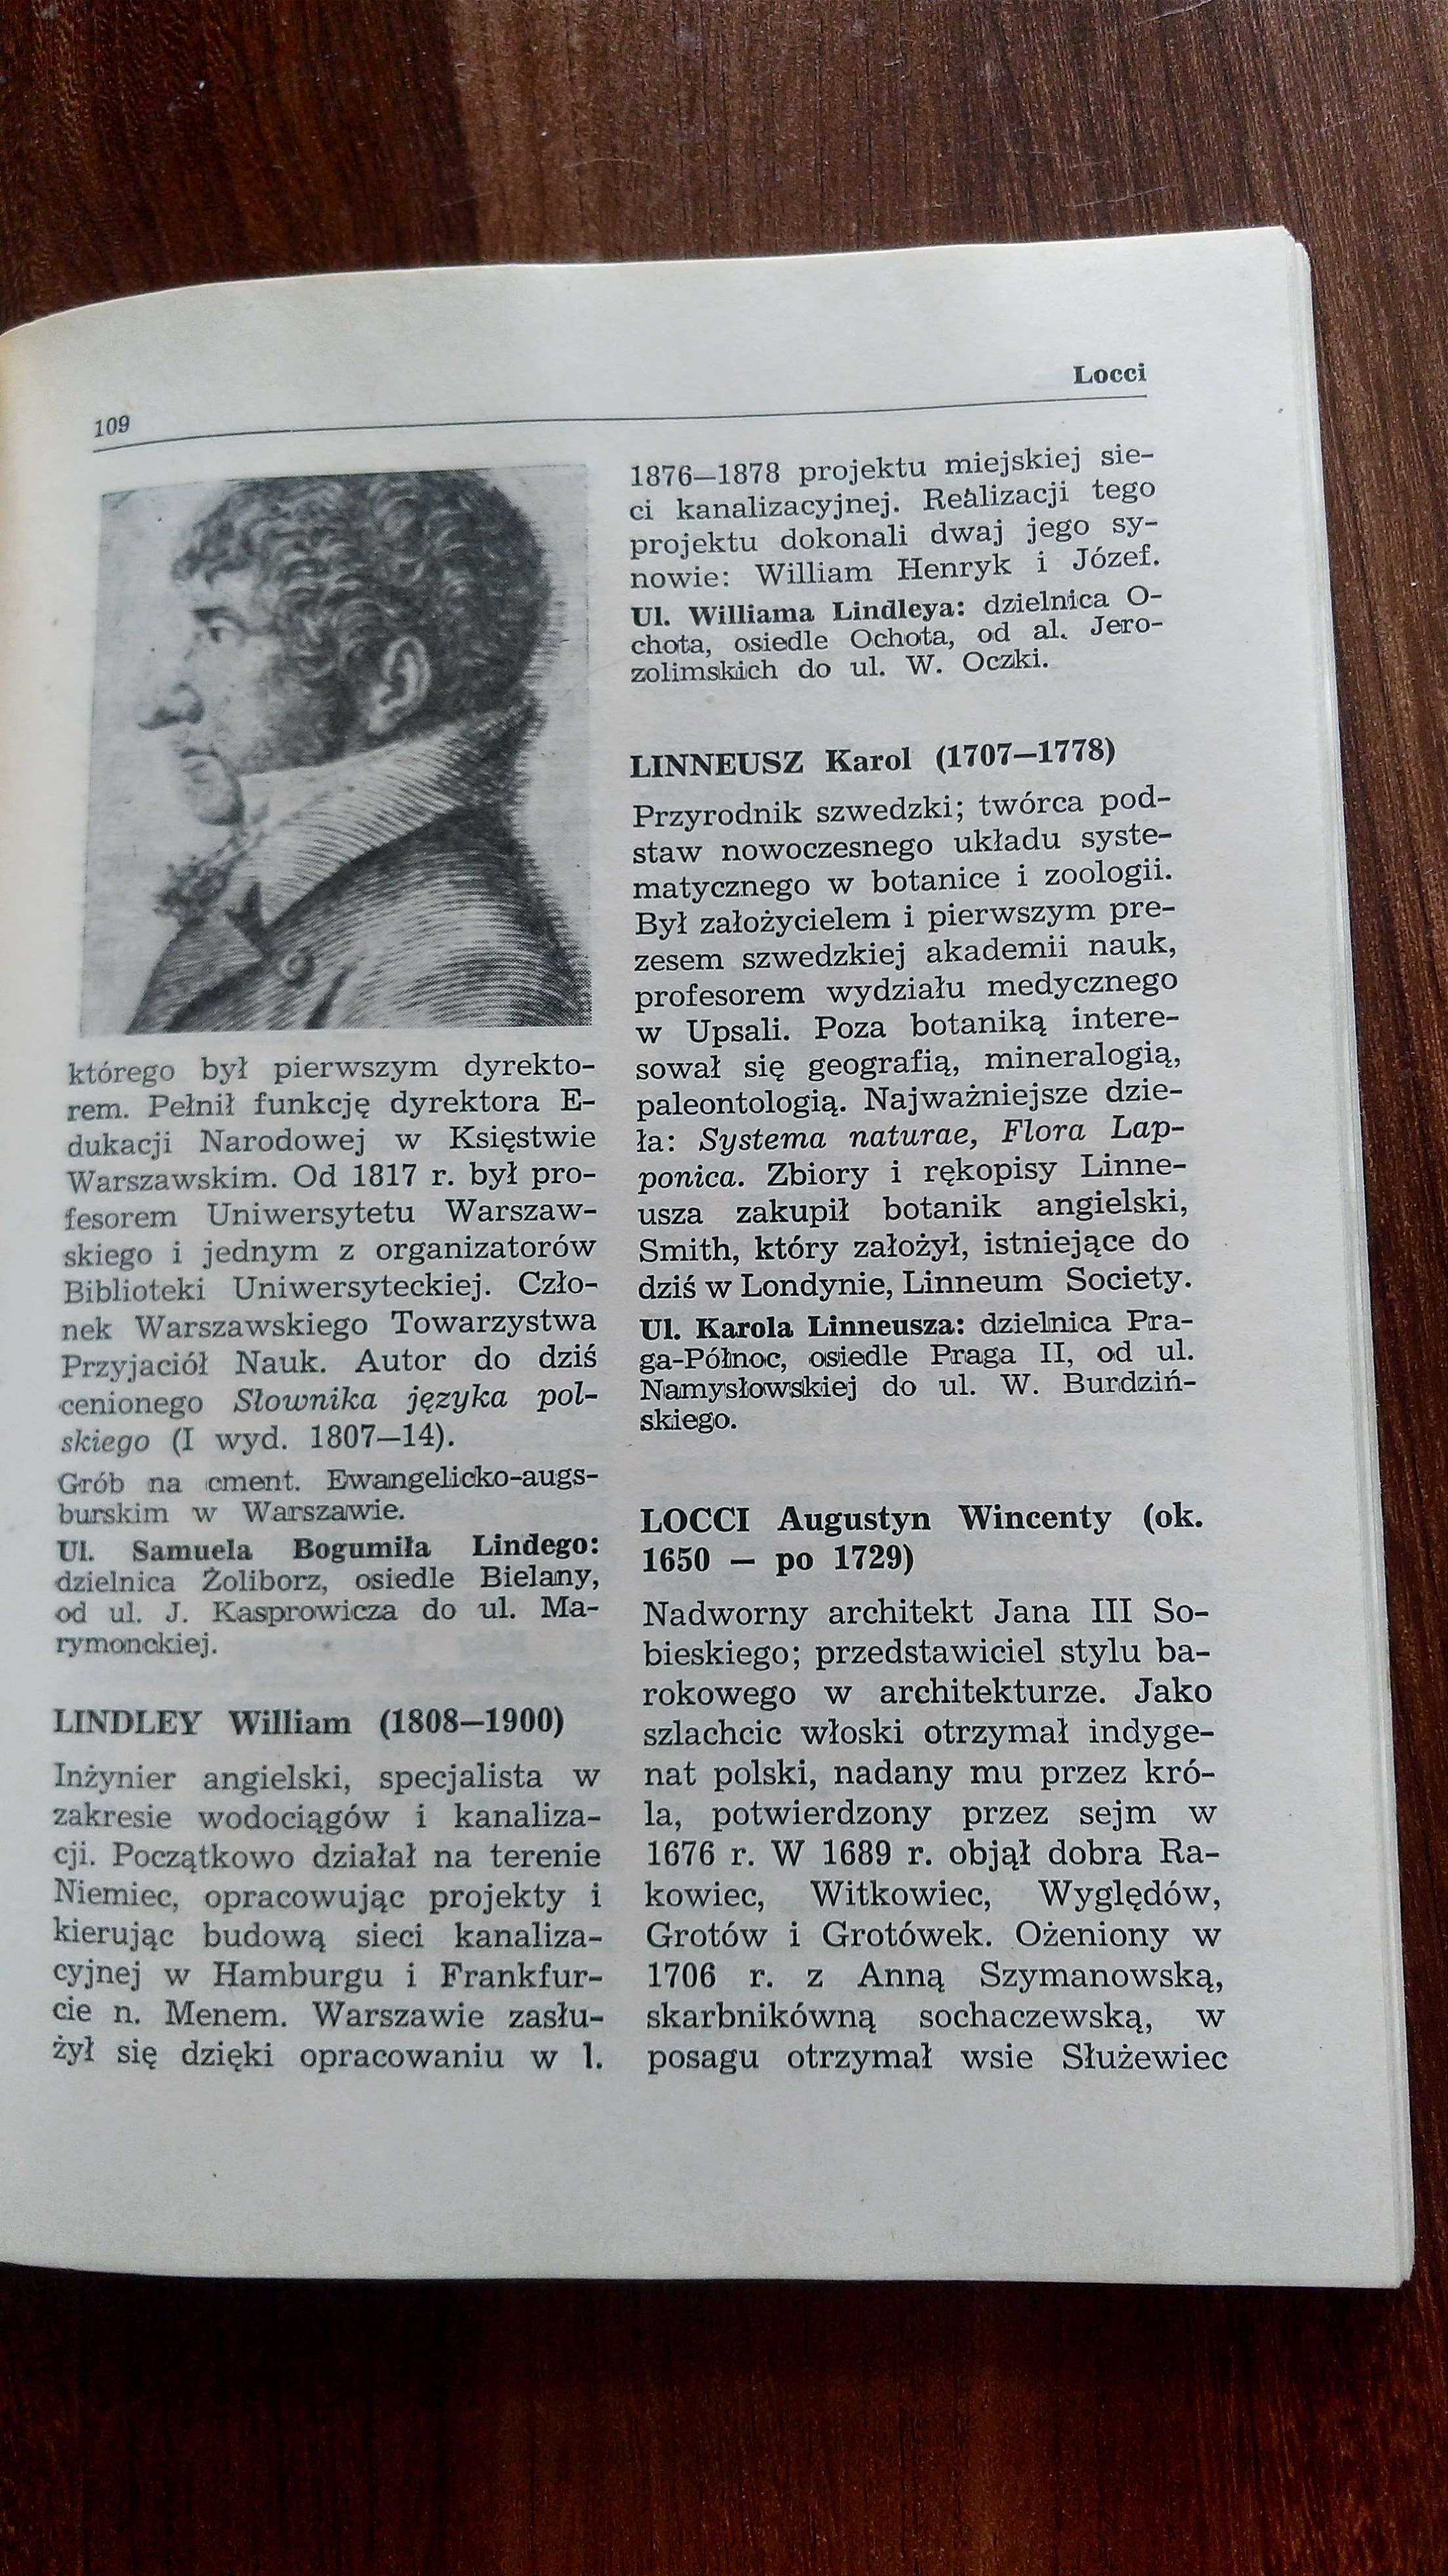 109
Locci
którego był pierwszym dyrekto-
rem. Pełnił funkcję dyrektora E-
dukacji Narodowej w Księstwie
Warszawskim. Od 1817 r. był pro-
fesorem Uniwersytetu Warszaw-
skiego i jednym z organizatorów
Biblioteki Uniwersyteckiej. Czło-
nek Warszawskiego Towarzystwa
Przyjaciół Nauk. Autor do dziś
cenionego Słownika języka pol-
skiego (I wyd. 1807—14).
Grób na cment. Ewangelicko-augs-
burskim w Warszawie.
Ul. Samuela Bogumiła Lindego:
dzielnica Żoliborz, osiedle Bielany,
od ul. J. Kasprowicza do ul. Ma-
rymonckiej.
LINDLEY William (1808—1900)
Inżynier angielski, specjalista w
zakresie wodociągów i kanaliza-
cji. Początkowo działał na terenie
Niemiec, opracowując projekty i
kierując budową sieci kanaliza-
cyjnej w Hamburgu i Frankfur-
cie n. Menem. Warszawie zasłu-
żył się dzięki opracowaniu w l.
1876—1878 projektu miejskiej sie-
ci kanalizacyjnej. Realizacji tego
projektu dokonali dwaj jego sy-
nowie: William Henryk i Józef.
Ul. Williama Lindleya: dzielnica O-
chota, osiedle Ochota, od al. Jero-
zolimskich do ul. W. Oczki.
LINNEUSZ Karol (1707—1778)
Przyrodnik szwedzki; twórca pod-
staw nowoczesnego układu syste-
matycznego w botanice i zoologii.
Był założycielem i pierwszym pre-
zesem szwedzkiej akademii nauk,
profesorem wydziału medycznego
w Upsali. Poza botaniką intere-
sował się geografią, mineralogią,
paleontologią. Najważniejsze dzie-
ła: Systema naturae, Flora Lap-
ponica. Zbiory i rękopisy Linne-
usza zakupił botanik angielski,
Smith, który założył, istniejące do
dziś w Londynie, Linneum Society.
Ul. Karola Linneusza: dzielnica Pra-
ga-Północ, osiedle Praga II, od ul.
Namysłowskiej do ul. W. Burdziń-
skiego.
LOCCI Augustyn Wincenty (ok.
1650 — po 1729)
Nadworny architekt Jana III So-
bieskiego; przedstawiciel stylu ba-
rokowego w architekturze. Jako
szlachcic włoski otrzymał indyge-
nat polski, nadany mu przez kró-
la, potwierdzony przez sejm w
1676 r. W 1689 r. objął dobra Ra-
kowiec, Witkowiec, Wyględów,
Grotów i Grotówek. Ożeniony w
1706 r. z Anną Szymanowską,
skarbnikówną sochaczewską, w
posagu otrzymał wsie Służewiec